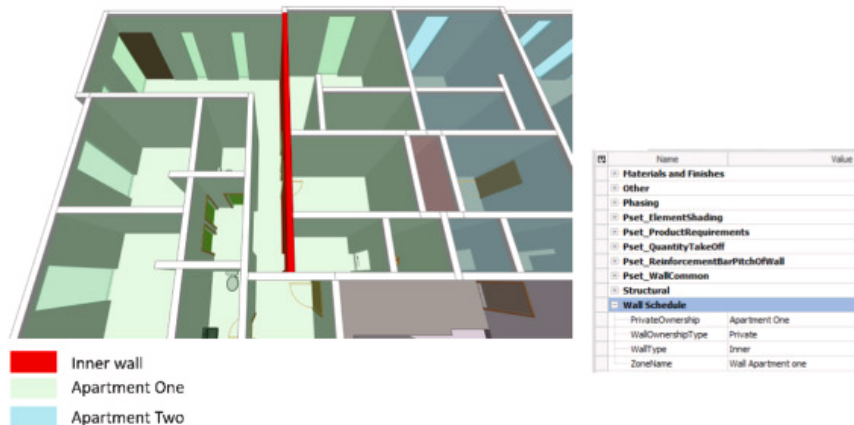 Name Value
Materials and Finishes
Other
Phasing
Pset_ElementShading
Pset_ProductRequirements
Pset_QuantityTakeOff
Pset_ReinforcementBarPitchOfWall
Pset_WallCommon
Structural
Wall Schedule
PrivateOwnership Apartment One
WallOwnershipType Private
WallType Inner
ZoneName Wall Apartment one
Inner wall
Apartment One
Apartment Two